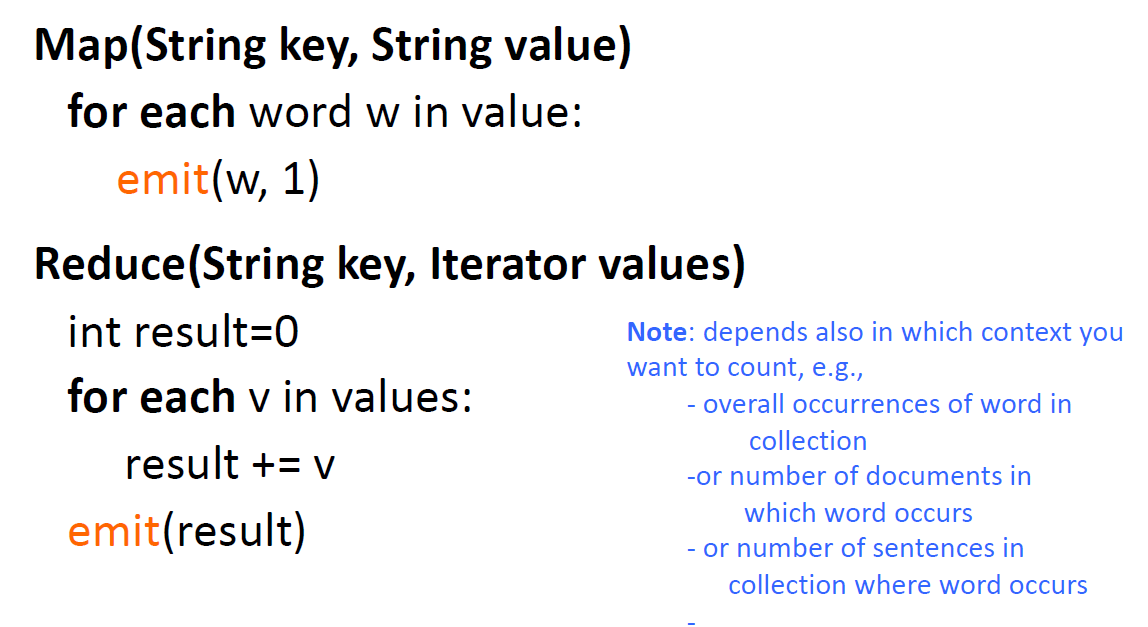 Map(String key, String value)
for each word w in value:
emit(w, 1)
Reduce(String key, Iterator values)
int result=0
for each v in values:
result += v
emit(result)
Note: depends also in which context you
want to count, e.g.,
- overall occurrences of word in
collection
-or number of documents in
which word occurs
- or number of sentences in
collection where word occurs
-